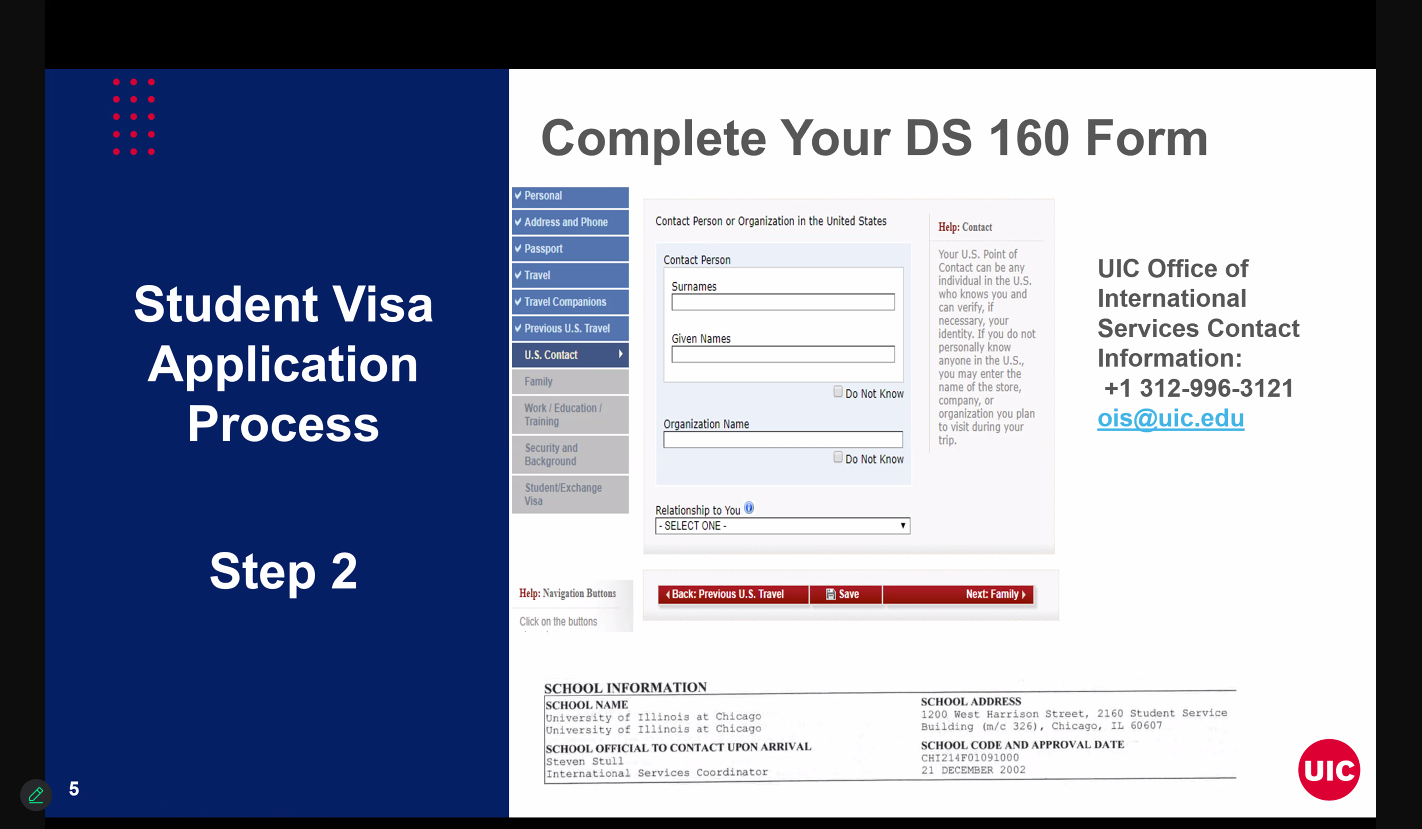 Student Visa
Application
Process
Step 2
5
Complete Your DS 160 Form
Personal
Address and Phone
Passport
Travel
Travel Companions
Previous U.S. Travel
U.S. Contact
Family
Work / Education /
Training
Security and
Background
Student/Exchange
Visa
Help: Navigation Buttons
Click on the buttons
Contact Person or Organization in the United States
Contact Person
Surnames
Given Names
Do Not Know
Organization Name
Do Not Know
Relationship to You
- SELECT ONE -
Help: Contact
Your U.S. Point of
Contact can be any
individual in the U.S.
who knows you and
can verify, if
necessary, your
identity. If you do not
personally know
anyone in the U.S.,
you may enter the
name of the store,
company, or
organization you plan
to visit during your
trip.
Back: Previous U.S. Travel
Save
Next: Family
UIC Office of
International
Services Contact
Information:
+1 312-996-3121
ois@uic.edu
SCHOOL INFORMATION
SCHOOL NAME
University of Illinois at Chicago
University of Illinois at Chicago
SCHOOL OFFICIAL TO CONTACT UPON ARRIVAL
Steven Stull
International Services Coordinator
SCHOOL ADDRESS
1200 West Harrison Street, 2160 Student Service
Building (m/c 326), Chicago, IL 60607
SCHOOL CODE AND APPROVAL DATE
CHI214F01091000
21 DECEMBER 2002
UIC